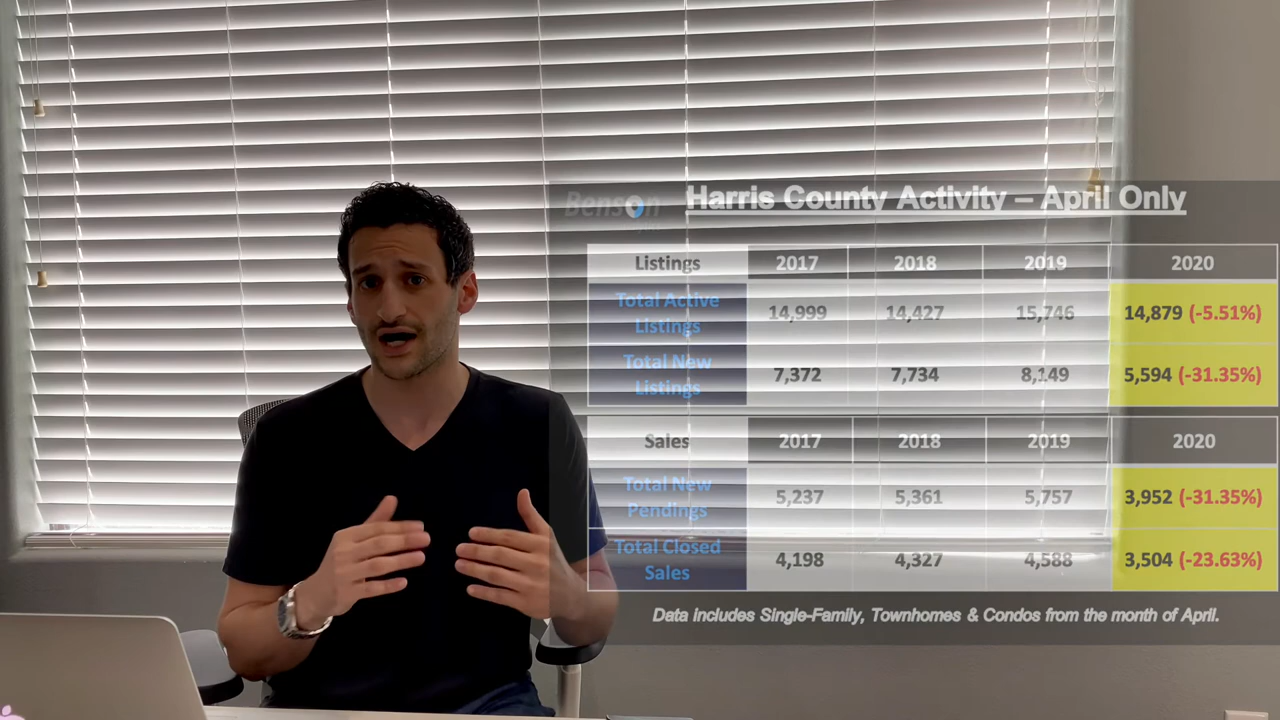 Benson
Harris County Activity – April Only
Listings 2017 2018 2019 2020
Total Active
Listings
14,999 14,427 15,746 14,879 (-5.51%)
Total New
Listings
7,372 7,734 8,149 5,594 (-31.35%)
Sales 2017 2018 2019 2020
Total New
Pendings
5,237 5,361 5,757 3,952 (-31.35%)
Total Closed
Sales
4,198 4,327 4,588 3,504 (-23.63%)
Data includes Single-Family, Townhomes & Condos from the month of April.